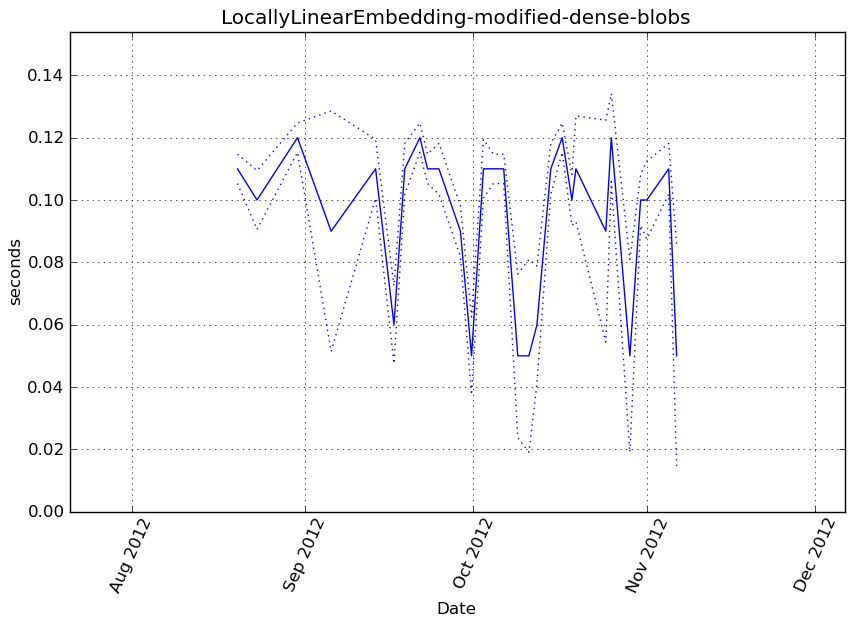 LocallyLinearEmbedding-modified-dense-blobs
0.14
0.12
0.10
0.08
0.06
0.04
0.02
0.00
seconds
Aug 2012
Sep 2012
Oct 2012
Nov 2012
Dec 2012
Date